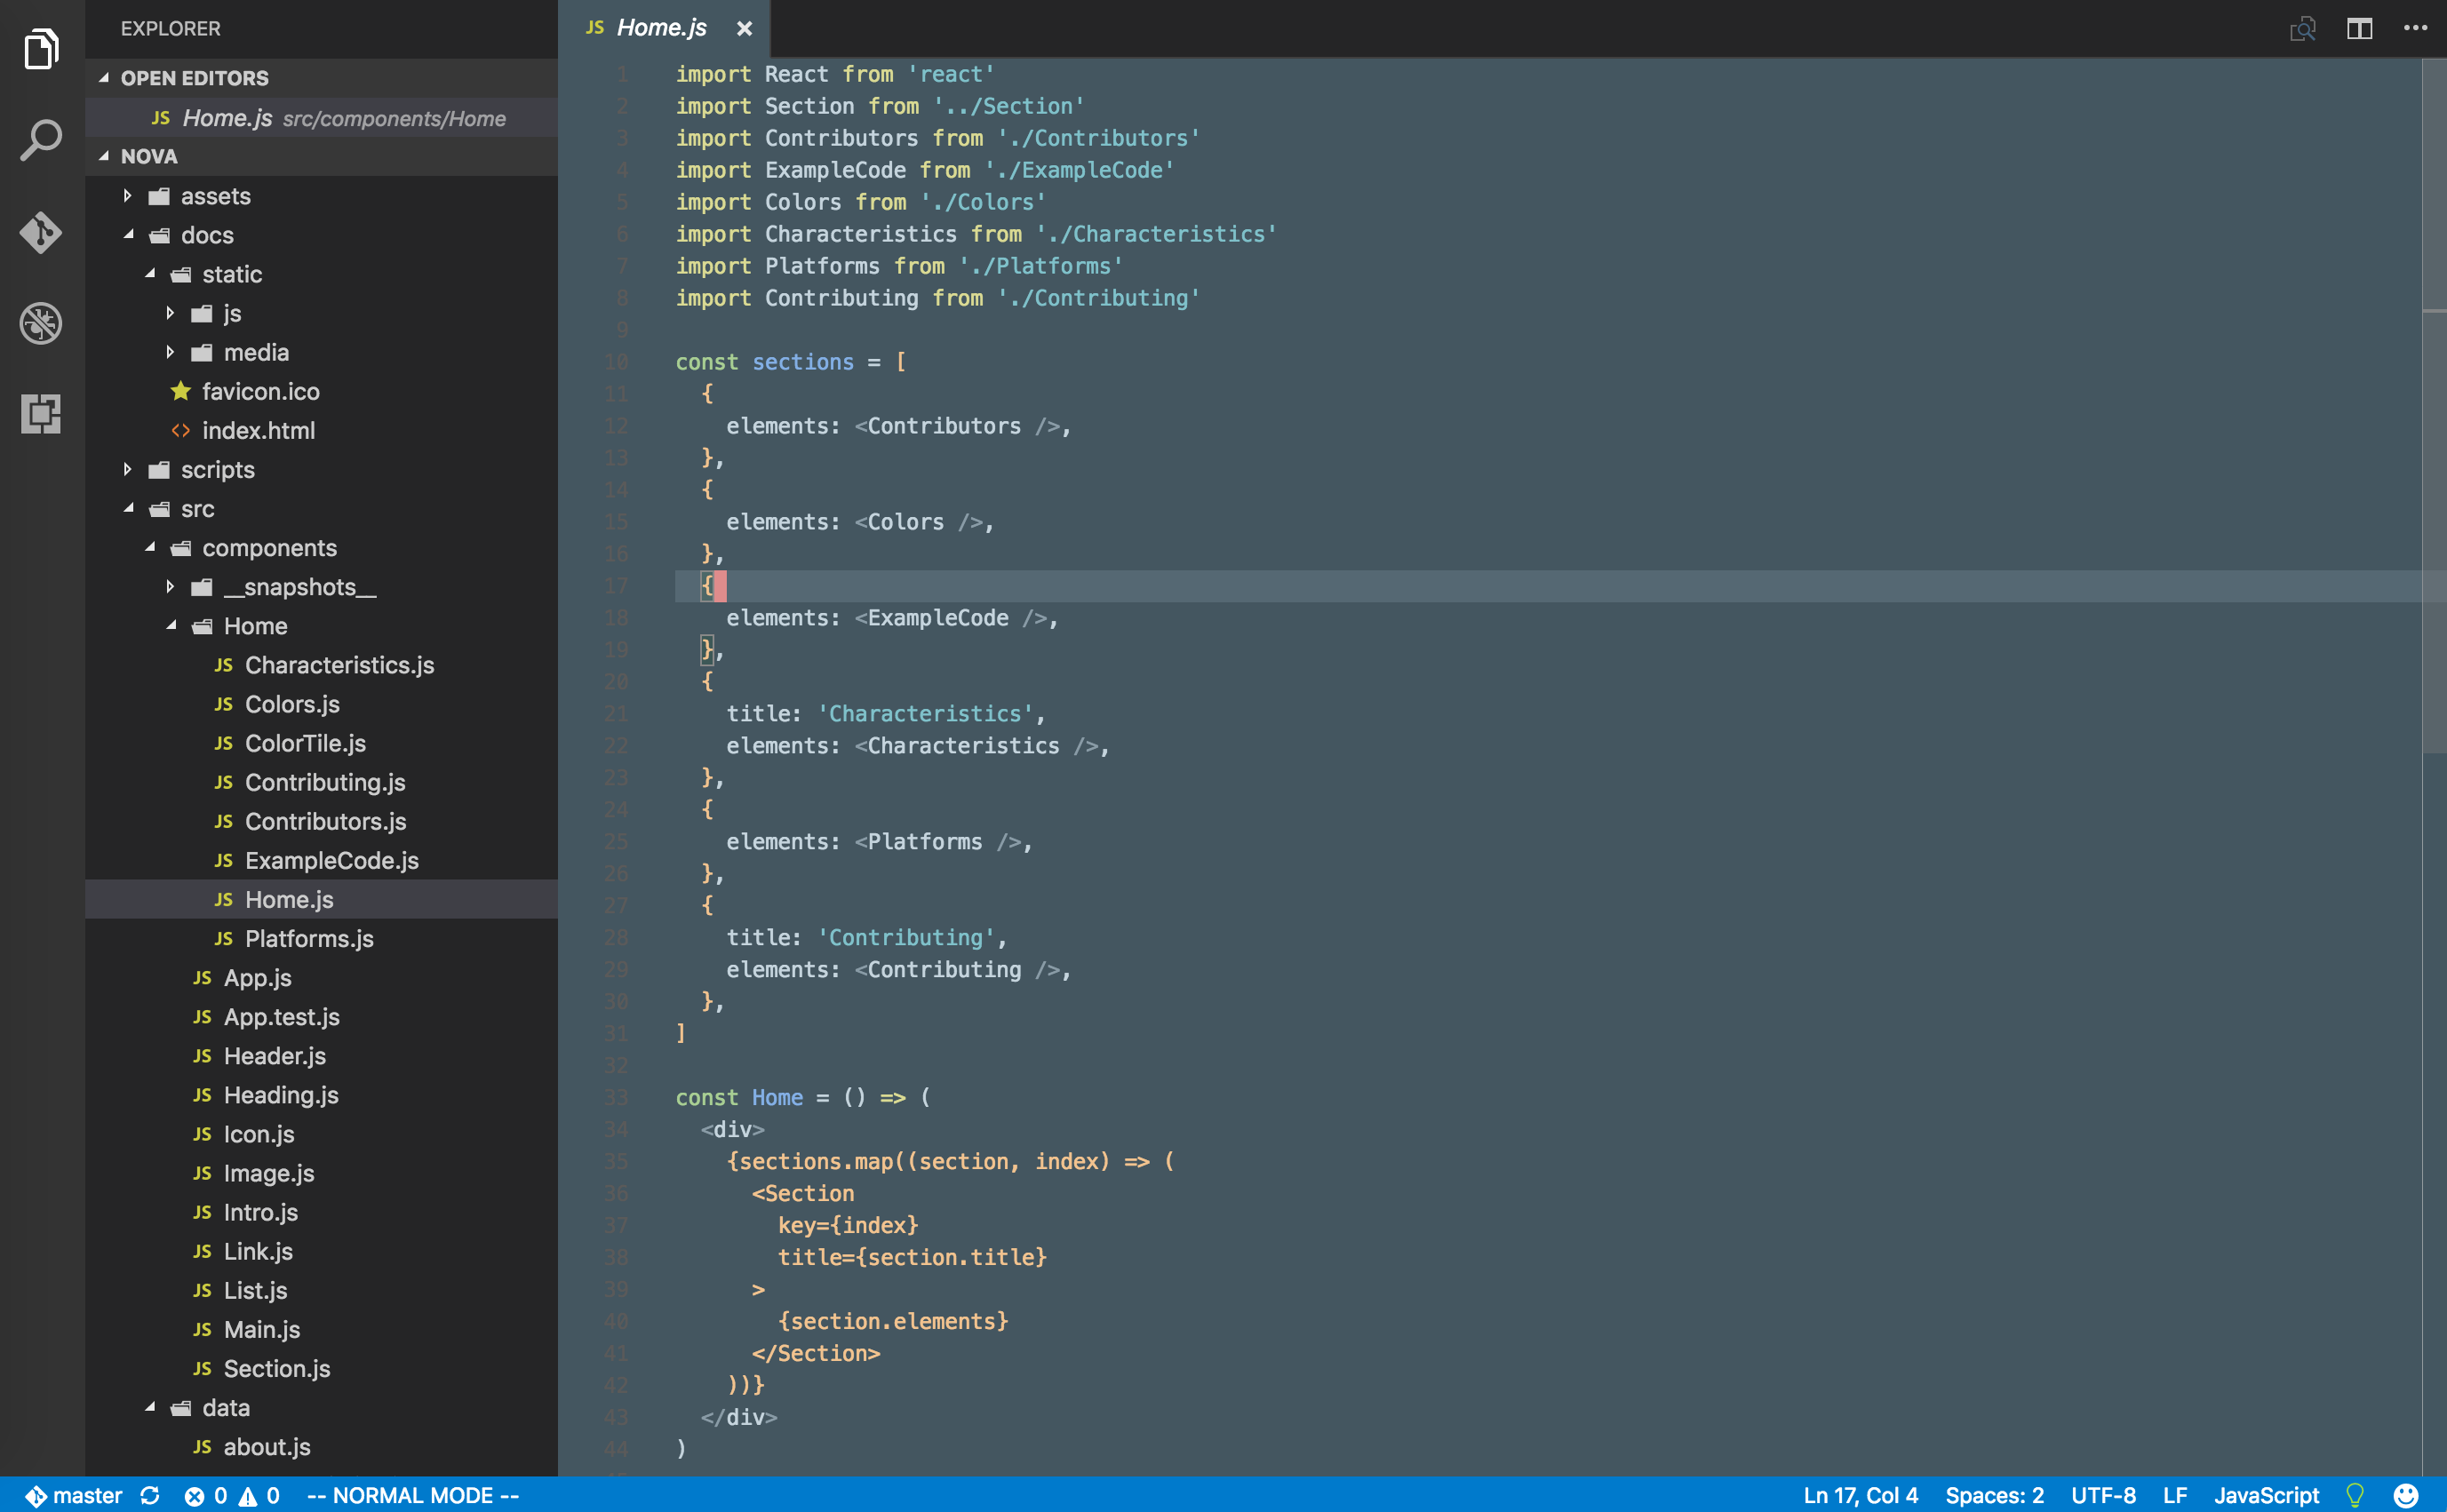 EXPLORER
OPEN EDITORS
JS Home.js src/components/Home
NOVA
assets
docs
static
js
media
favicon.ico
<> index.html
scripts
src
components
__snapshots__
Home
JS Characteristics.js
JS Colors.js
JS ColorTile.js
JS Contributing.js
JS Contributors.js
JS ExampleCode.js
JS Home.js
JS Platforms.js
JS App.js
JS App.test.js
JS Header.js
JS Heading.js
JS Icon.js
JS Image.js
JS Intro.js
JS Link.js
JS List.js
JS Main.js
JS Section.js
data
JS about.js
JS Home.js ×
1 import React from 'react'
2 import Section from '../Section'
3 import Contributors from './Contributors'
4 import ExampleCode from './ExampleCode'
5 import Colors from './Colors'
6 import Characteristics from './Characteristics'
7 import Platforms from './Platforms'
8 import Contributing from './Contributing'
9
10 const sections = [
11   {
12     elements: <Contributors />,
13   },
14   {
15     elements: <Colors />,
16   },
17   {
18     elements: <ExampleCode />,
19   },
20   {
21     title: 'Characteristics',
22     elements: <Characteristics />,
23   },
24   {
25     elements: <Platforms />,
26   },
27   {
28     title: 'Contributing',
29     elements: <Contributing />,
30   },
31 ]
32
33 const Home = () => (
34   <div>
35     {sections.map((section, index) => (
36       <Section
37         key={index}
38         title={section.title}
39       >
40         {section.elements}
41       </Section>
42     ))}
43   </div>
44 )
master 0 0 -- NORMAL MODE -- Ln 17, Col 4 Spaces: 2 UTF-8 LF JavaScript